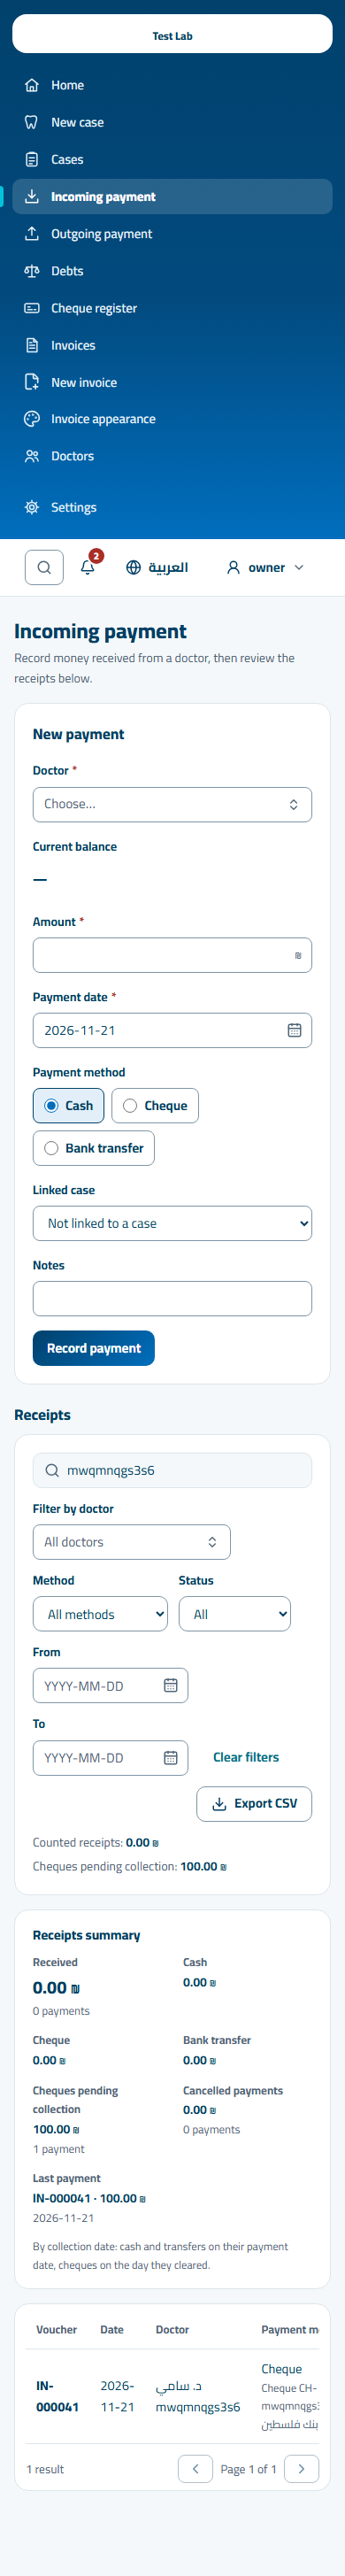 Test Lab
Home
New case
Cases
Incoming payment
Outgoing payment
Debts
Cheque register
Invoices
New invoice
Invoice appearance
Doctors
Settings
2
العربية
owner
Incoming payment
Record money received from a doctor, then review the
receipts below.
New payment
Doctor *
Choose...
Current balance
—
Amount *
₪
Payment date *
2026-11-21
Payment method
Cash
Cheque
Bank transfer
Linked case
Not linked to a case
Notes
Record payment
Receipts
mwqmnqgs3s6
Filter by doctor
All doctors
Method
Status
All methods
All
From
YYYY-MM-DD
To
YYYY-MM-DD
Clear filters
Export CSV
Counted receipts: 0.00 ₪
Cheques pending collection: 100.00 ₪
Receipts summary
Received
Cash
0.00 ₪
0.00 ₪
0 payments
Cheque
Bank transfer
0.00 ₪
0.00 ₪
Cheques pending
collection
Cancelled payments
100.00 ₪
0.00 ₪
1 payment
0 payments
Last payment
IN-000041 · 100.00 ₪
2026-11-21
By collection date: cash and transfers on their payment
date, cheques on the day they cleared.
Voucher
Date
Doctor
Payment m
IN-
000041
2026-
11-21
د. سامي
mwqmnqgs3s6
Cheque
Cheque CH-
mwqmnqgs
بنك فلسطين
1 result
Page 1 of 1